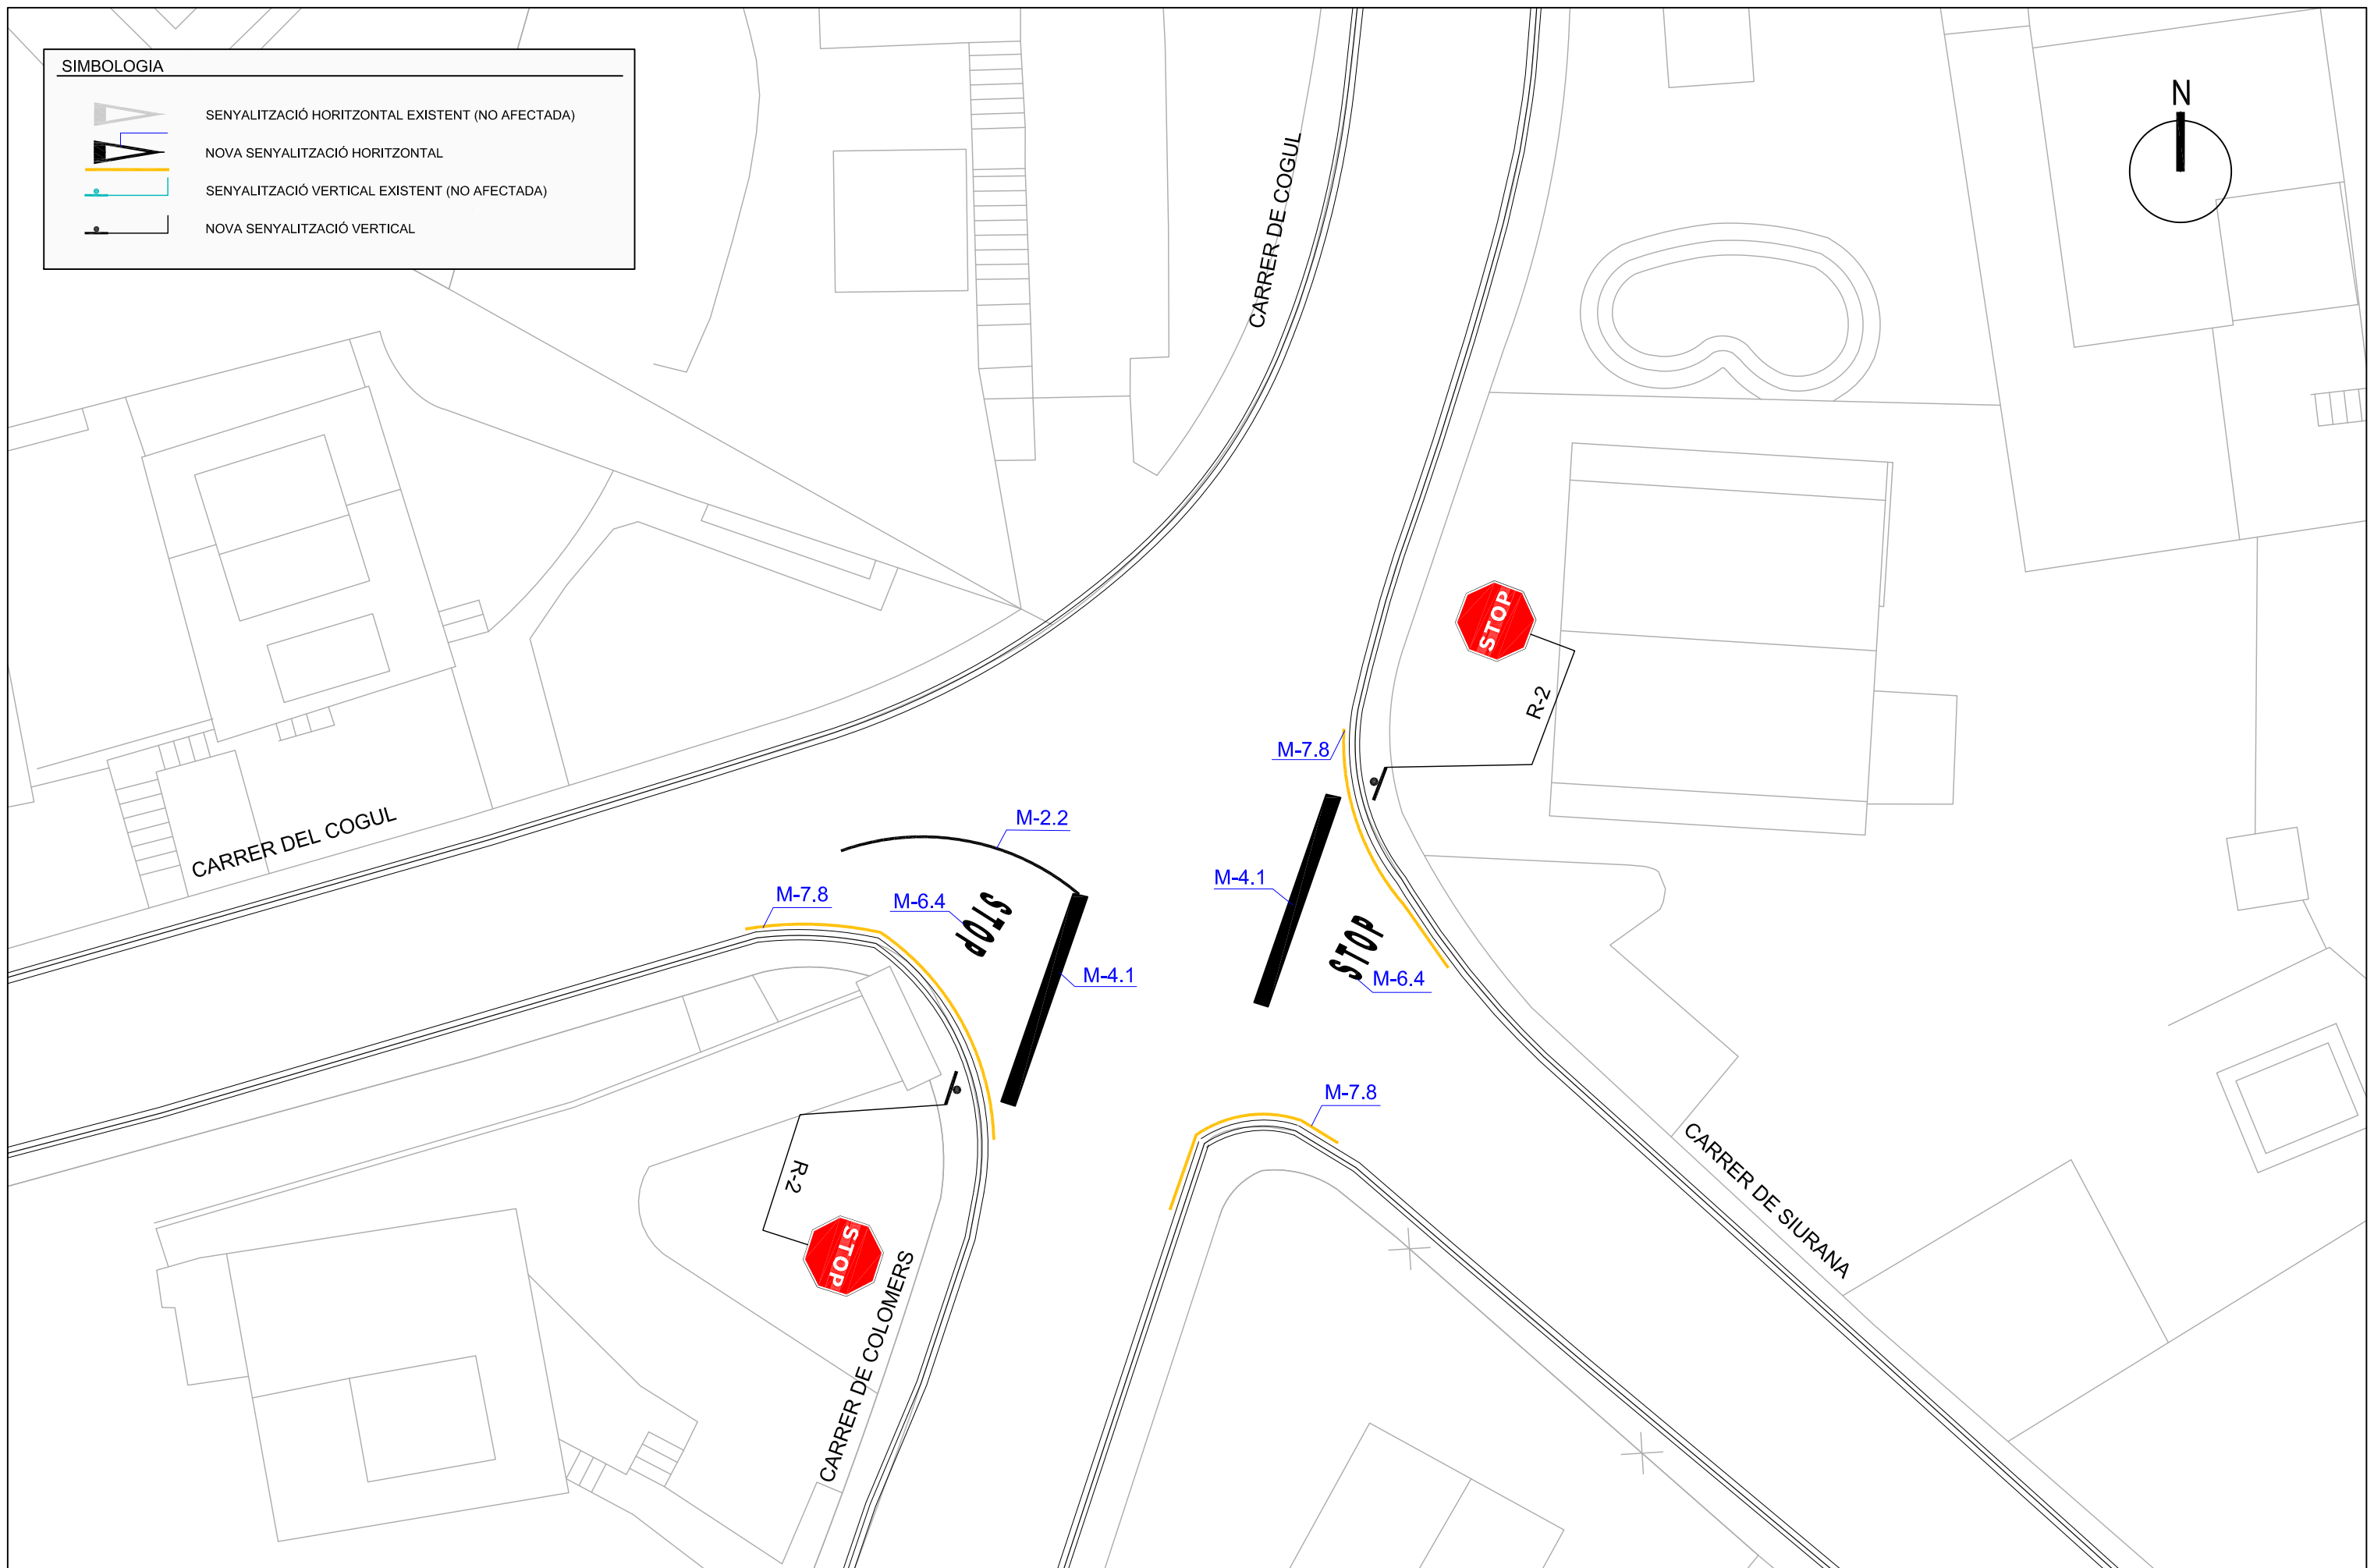 SIMBOLOGIA
SENYALITZACIÓ HORITZONTAL EXISTENT (NO AFECTADA)
NOVA SENYALITZACIÓ HORITZONTAL
SENYALITZACIÓ VERTICAL EXISTENT (NO AFECTADA)
NOVA SENYALITZACIÓ VERTICAL
N
CARRER DE COGUL
STOP
R-2
M-7.8
CARRER DEL COGUL
M-2.2
M-7.8
M-6.4
STOP
M-4.1
M-4.1
STOP
M-6.4
M-7.8
R-2
STOP
CARRER DE COLOMERS
CARRER DE SIURANA